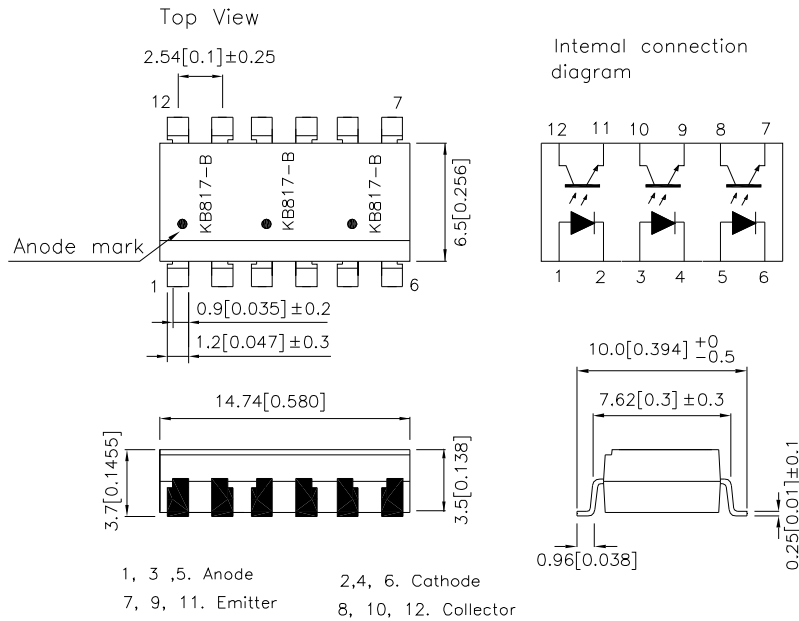 Top View
2.54[0.1]±0.25
12
7
KB817-B
KB817-B
KB817-B
6.5[0.256]
Anode mark
1
6
0.9[0.035]±0.2
1.2[0.047]±0.3
Internal connection
diagram
12 11 10 9 8 7
1 2 3 4 5 6
14.74[0.580]
3.7[0.1455]
3.5[0.138]
10.0[0.394] +0
-0.5
7.62[0.3]±0.3
0.25[0.01]±0.1
0.96[0.038]
1, 3 ,5. Anode
2,4, 6. Cathode
7, 9, 11. Emitter
8, 10, 12. Collector